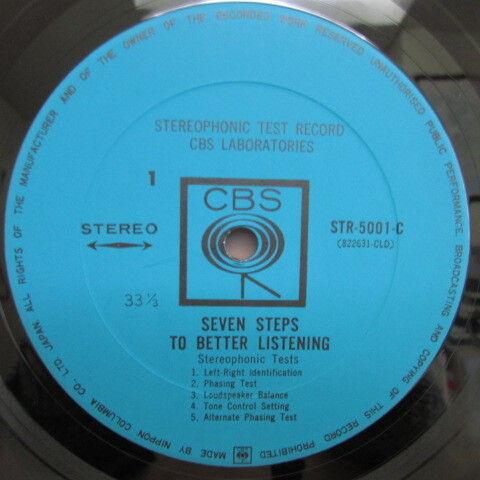 ALL RIGHTS OF THE MANUFACTURER AND OF THE OWNER OF THE RECORDED WORK RESERVED UNAUTHORISED PUBLIC PERFORMANCE, BROADCASTING AND COPYING OF THIS RECORD PROHIBITED
MADE BY NIPPON COLUMBIA CO., LTD. JAPAN
STEREOPHONIC TEST RECORD
CBS LABORATORIES
1
CBS
STEREO
STR-5001-C
(822631-CLD)
33⅓
SEVEN STEPS
TO BETTER LISTENING
Stereophonic Tests
1. Left-Right Identification
2. Phasing Test
3. Loudspeaker Balance
4. Tone Control Setting
5. Alternate Phasing Test